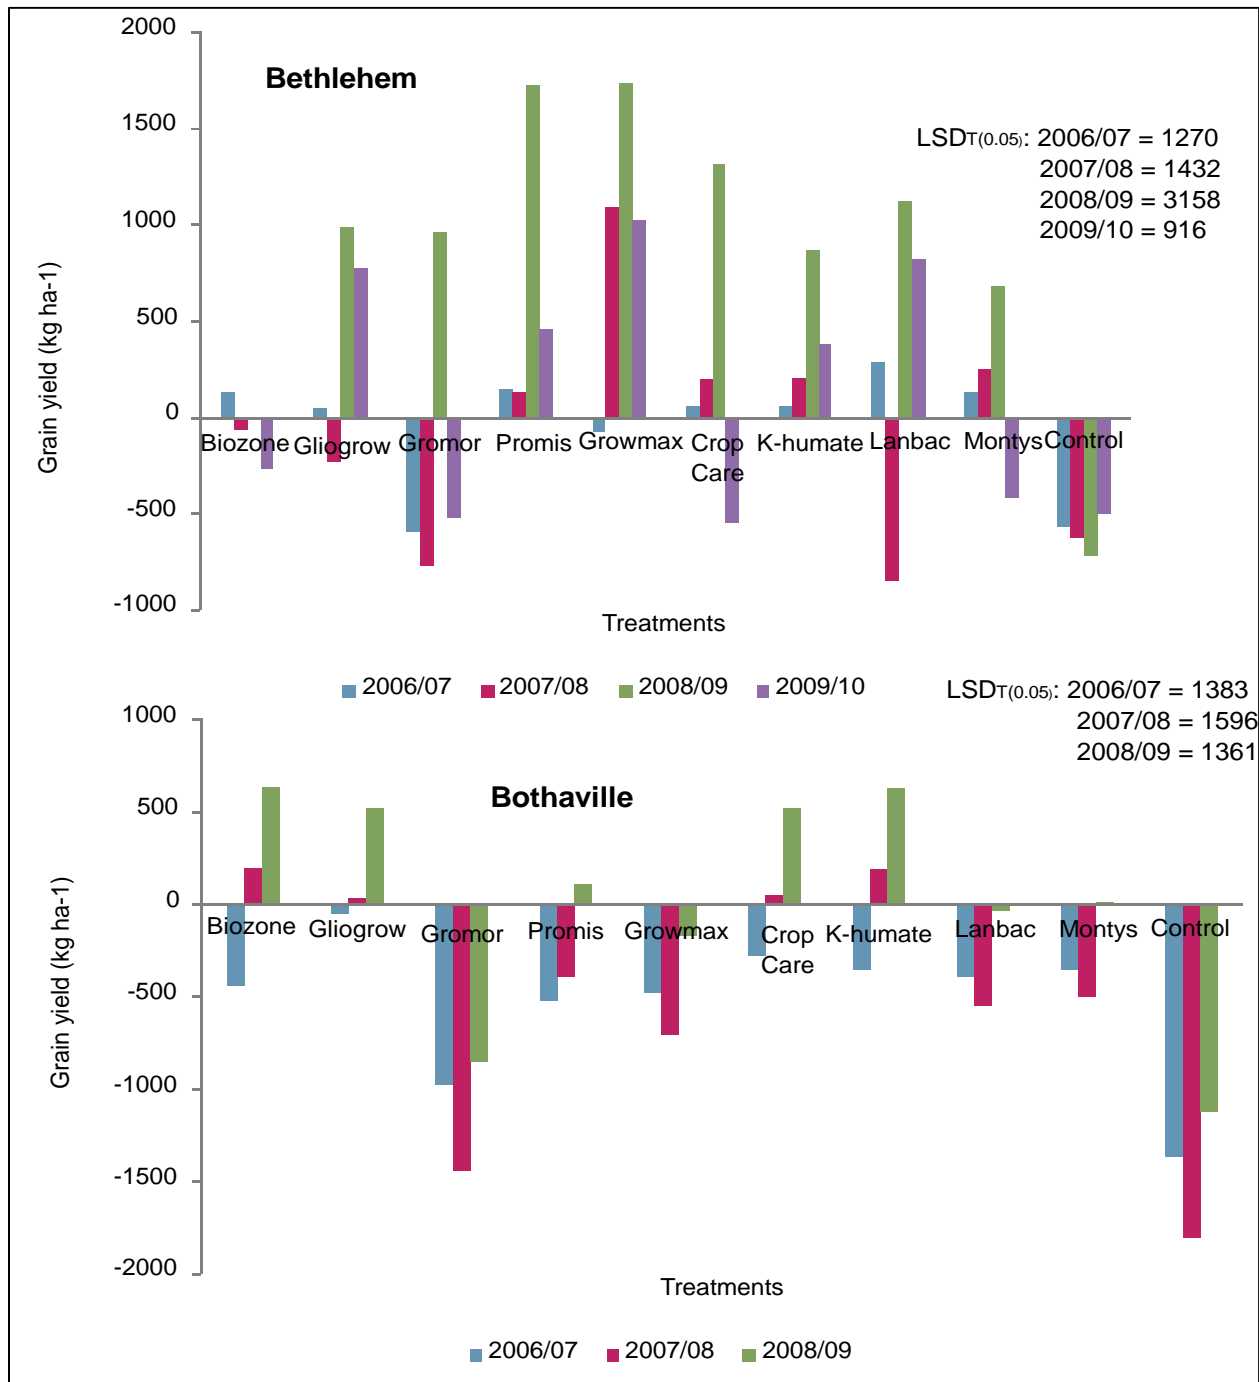 2000
Bethlehem
1500
LSDT(0.05): 2006/07 = 1270
2007/08 = 1432
2008/09 = 3158
2009/10 = 916
1000
500
0
-500
-1000
Grain yield (kg ha-1)
Biozone Gliogrow Gromor Promis Growmax Crop Care K-humate Lanbac Montys Control
Treatments
2006/07 2007/08 2008/09 2009/10
LSDT(0.05): 2006/07 = 1383
2007/08 = 1596
2008/09 = 1361
1000
Bothaville
500
0
-500
-1000
-1500
-2000
Grain yield (kg ha-1)
Biozone Gliogrow Gromor Promis Growmax Crop Care K-humate Lanbac Montys Control
Treatments
2006/07 2007/08 2008/09